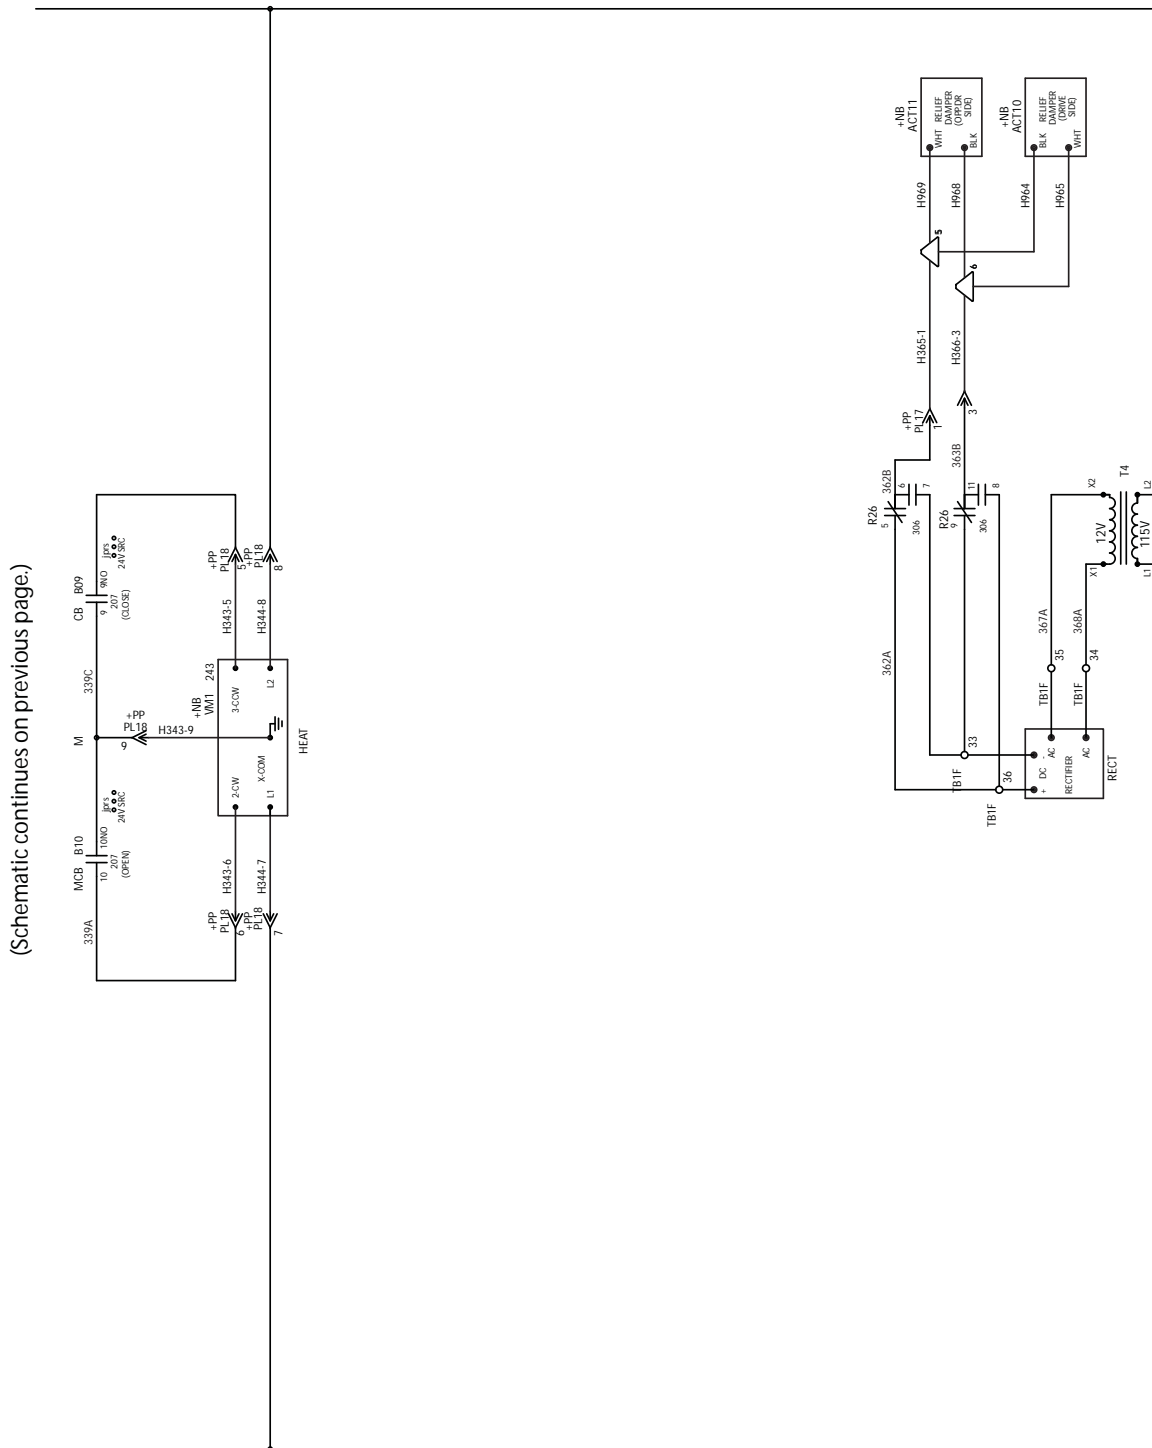 (Schematic continues on previous page.)
339A
MCB
B10
10
10NO
207
(OPEN)
jprs
24V SRC
M
339C
CB
B09
9
9NO
207
(CLOSE)
jprs
24V SRC
+PP
PL18
9
H343-9
+PP
PL18
6
H343-6
+PP
PL18
7
H344-7
+NB
VM1
243
2-CW
X-COM
3-CCW
L1
L2
HEAT
H343-5
+PP
PL18
5
H344-8
+PP
PL18
8
+NB
ACT11
WHT
BLK
RELIEF
DAMPER
(OPP.DR
SIDE)
+NB
ACT10
BLK
WHT
RELIEF
DAMPER
(DRIVE
SIDE)
H969
H968
H964
H965
5
6
H365-1
H366-3
+PP
PL17
1
3
362B
363B
R26
5
6
7
306
R26
9
11
8
306
362A
TB1F
33
TB1F
36
+
DC
-
AC
AC
RECTIFIER
RECT
TB1F
35
TB1F
34
367A
368A
X1
X2
12V
115V
T4
L1
L2